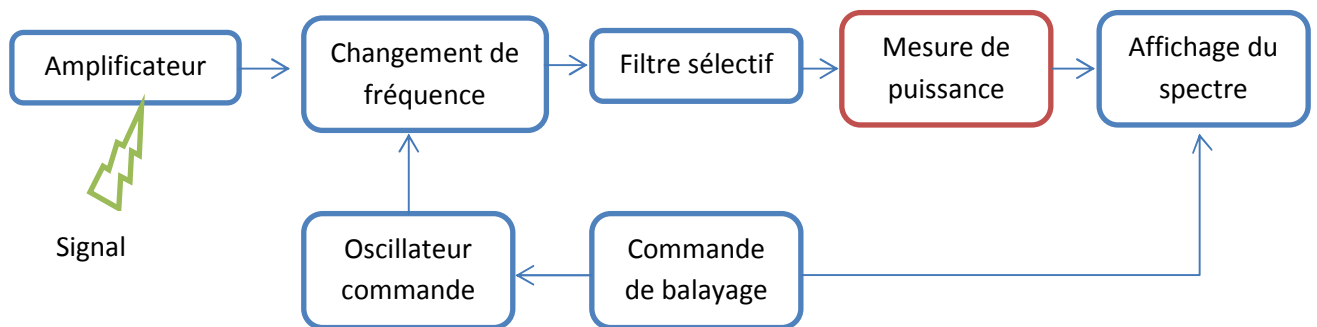 Amplificateur
Changement de
fréquence
Filtre sélectif
Mesure de
puissance
Affichage du
spectre
Signal
Oscillateur
commande
Commande
de balayage